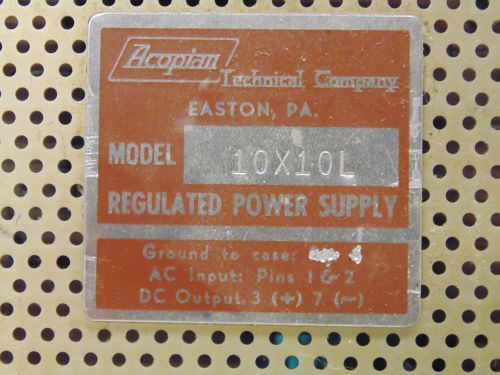 Acopian
Technical Company
EASTON, PA.
MODEL 10X10L
REGULATED POWER SUPPLY
Ground to case:
AC Input: Pins 1 & 2
DC Output: 3 (+) 7 (−)